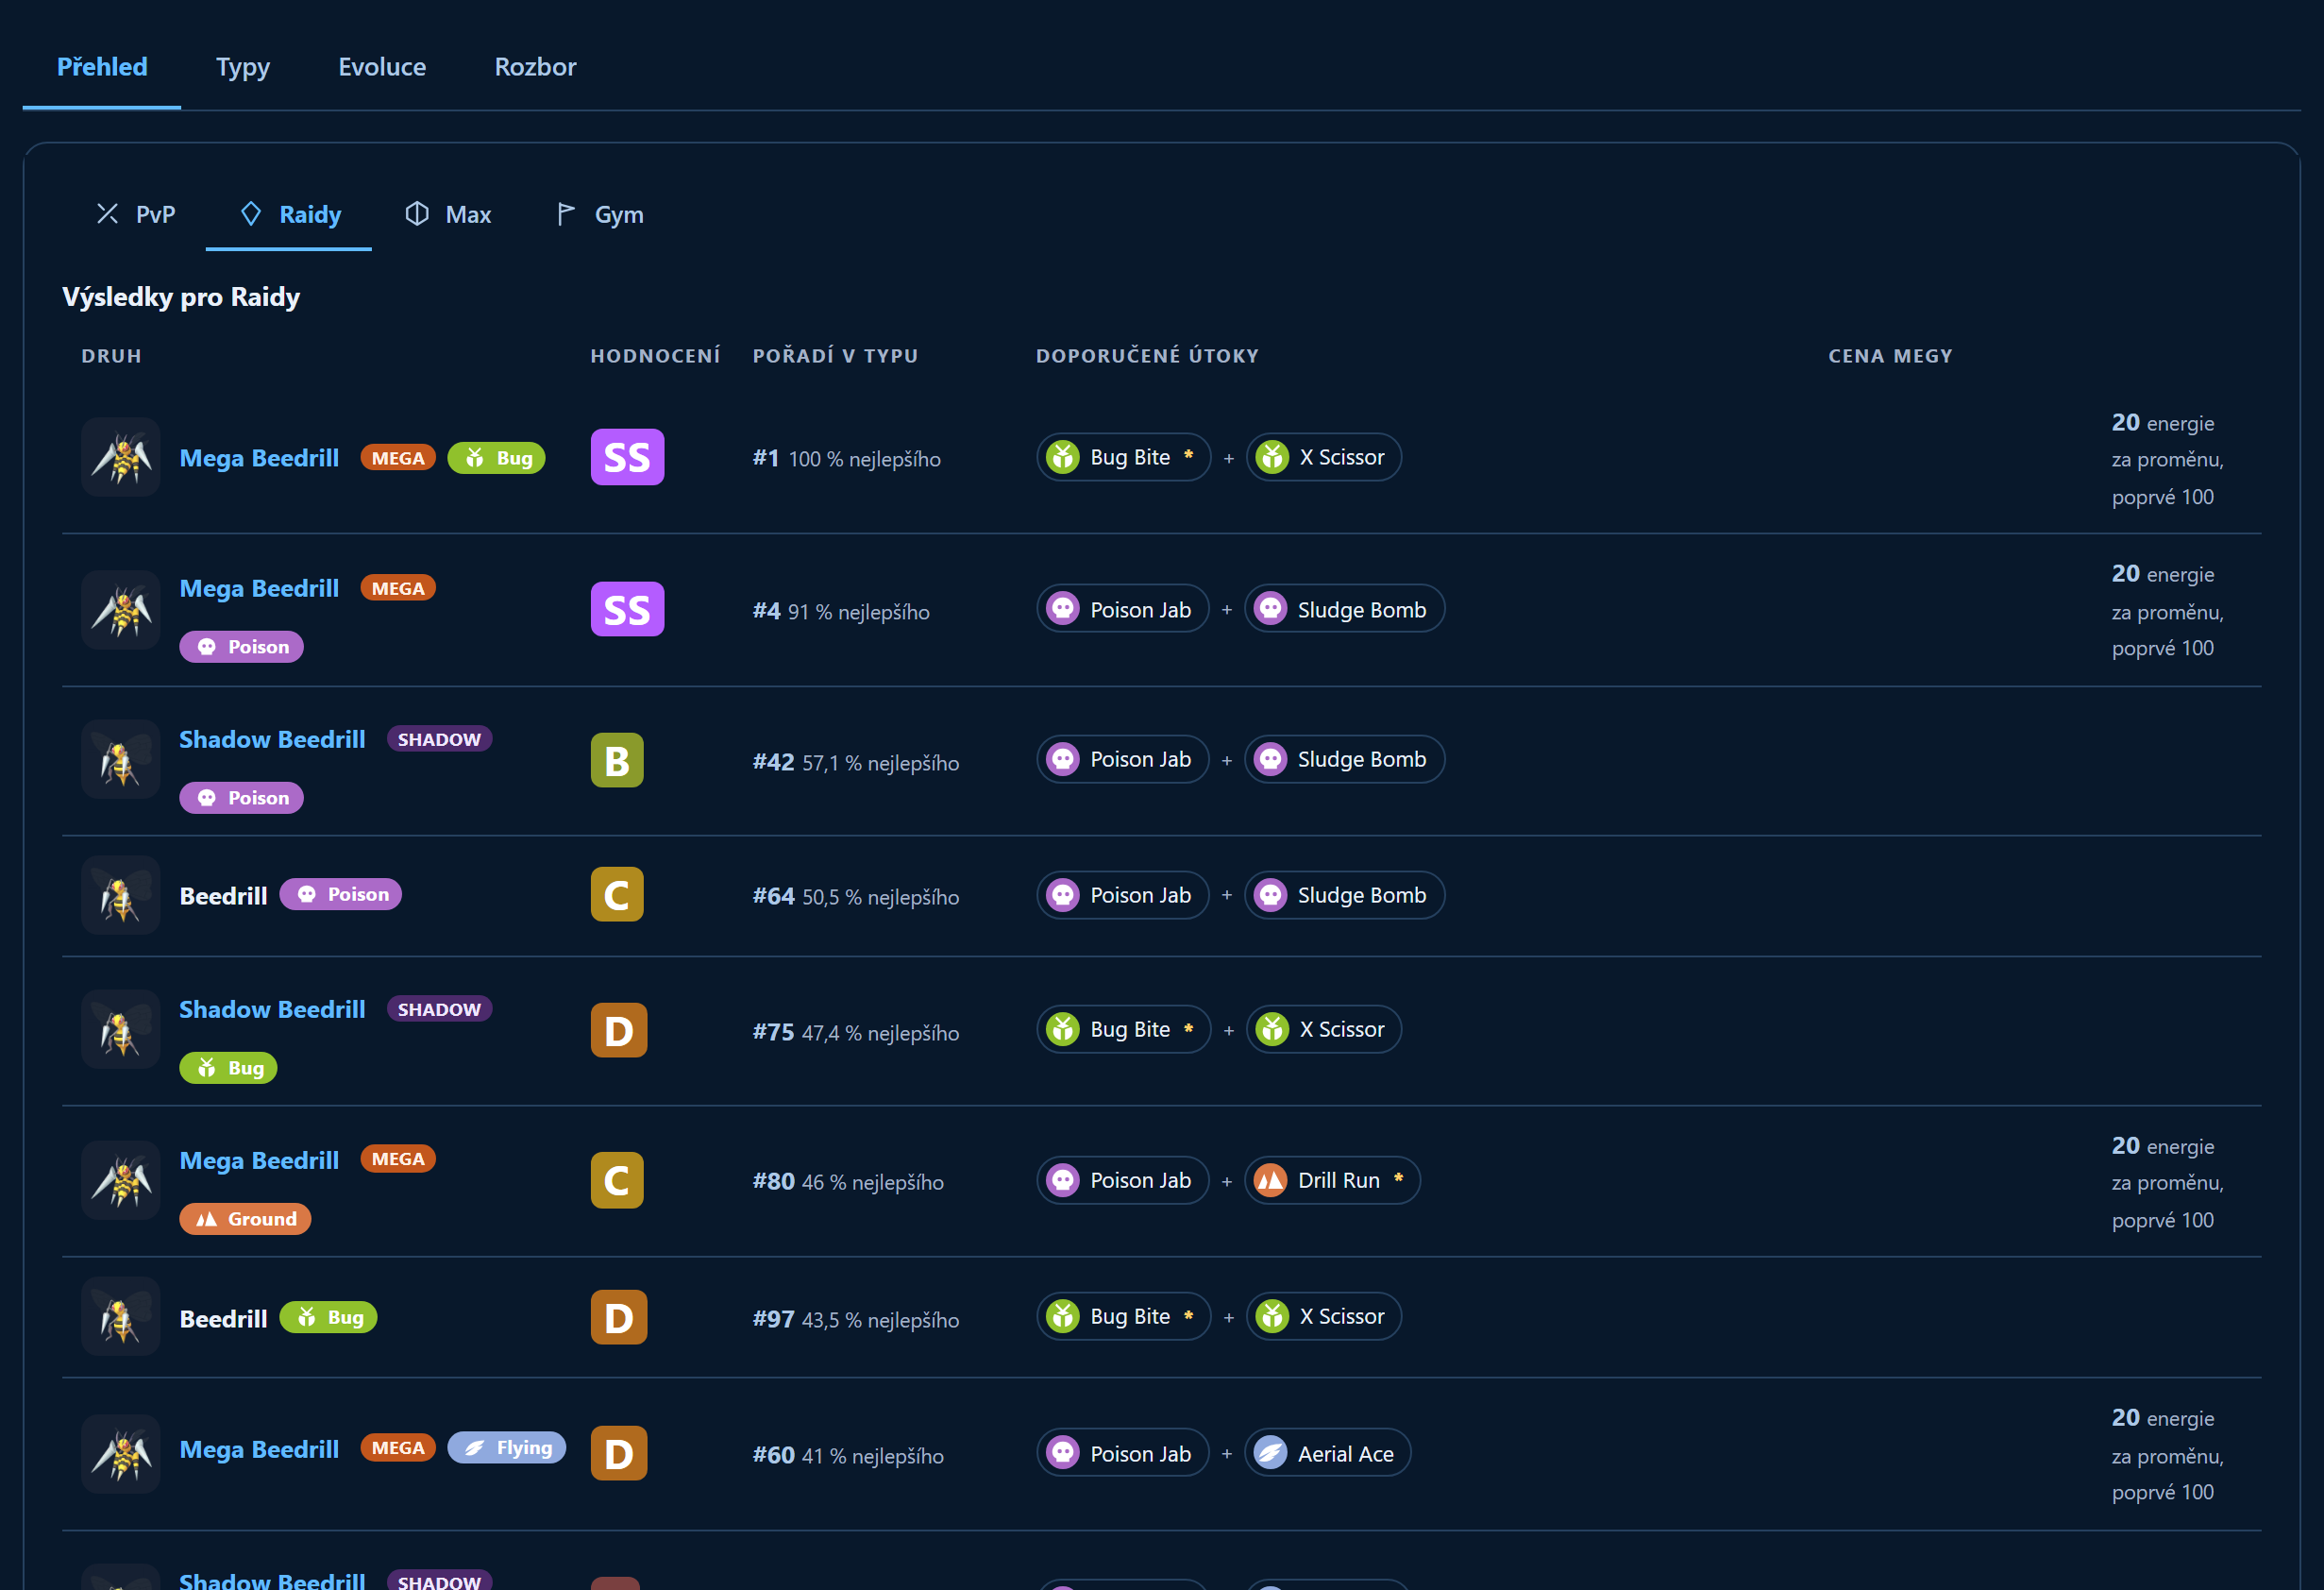 Přehled Typy Evoluce Rozbor
PvP Raidy Max Gym
Výsledky pro Raidy
DRUH HODNOCENÍ POŘADÍ V TYPU DOPORUČENÉ ÚTOKY CENA MEGY
Mega Beedrill MEGA Bug SS #1 100 % nejlepšího Bug Bite * + X Scissor 20 energie
za proměnu,
poprvé 100
Mega Beedrill MEGA
Poison
SS #4 91 % nejlepšího Poison Jab + Sludge Bomb 20 energie
za proměnu,
poprvé 100
Shadow Beedrill SHADOW
Poison
B #42 57,1 % nejlepšího Poison Jab + Sludge Bomb
Beedrill Poison C #64 50,5 % nejlepšího Poison Jab + Sludge Bomb
Shadow Beedrill SHADOW
Bug
D #75 47,4 % nejlepšího Bug Bite * + X Scissor
Mega Beedrill MEGA
Ground
C #80 46 % nejlepšího Poison Jab + Drill Run * 20 energie
za proměnu,
poprvé 100
Beedrill Bug D #97 43,5 % nejlepšího Bug Bite * + X Scissor
Mega Beedrill MEGA Flying D #60 41 % nejlepšího Poison Jab + Aerial Ace 20 energie
za proměnu,
poprvé 100
Shadow Beedrill SHADOW